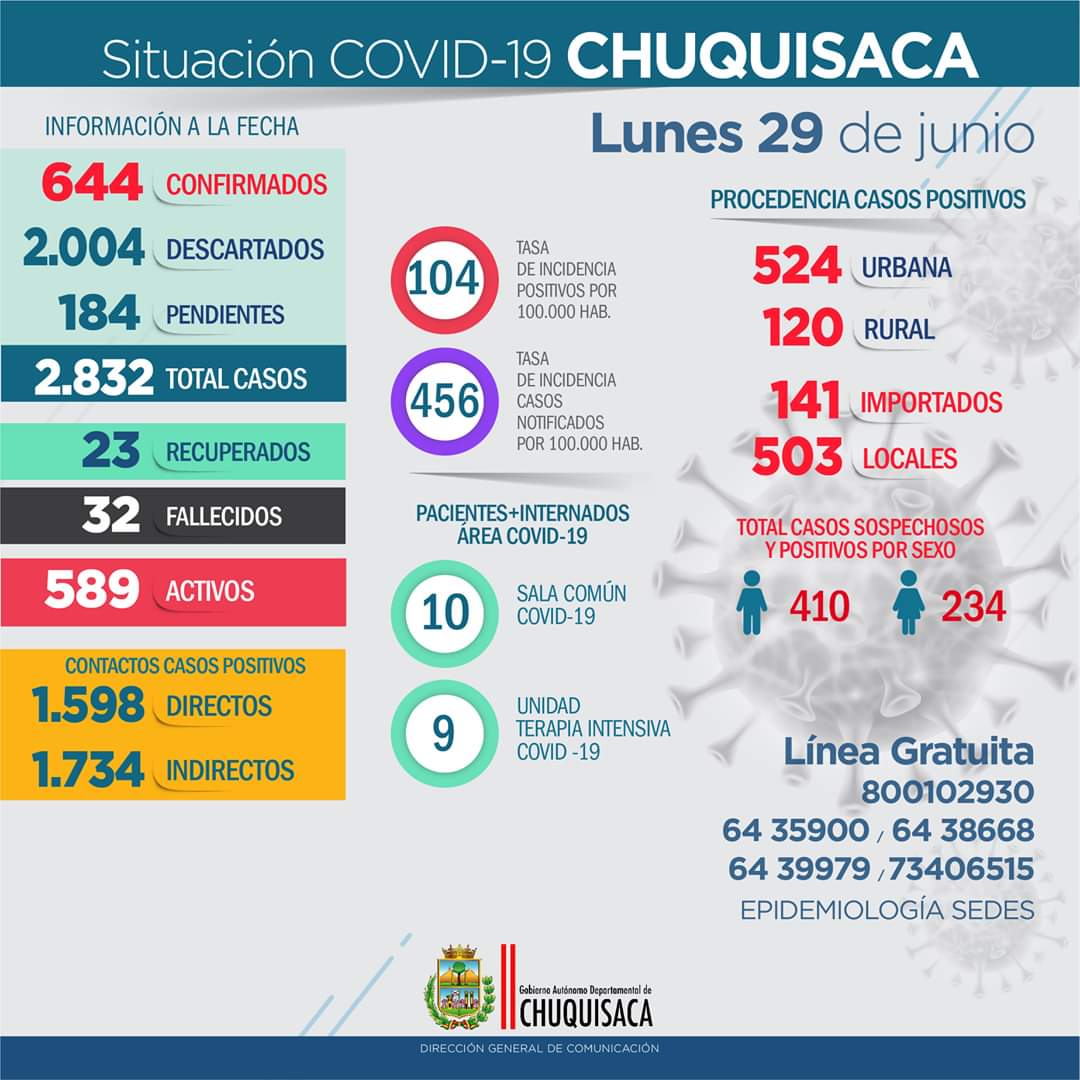 Situación COVID-19 CHUQUISACA
INFORMACIÓN A LA FECHA
644 CONFIRMADOS
2.004 DESCARTADOS
184 PENDIENTES
2.832 TOTAL CASOS
23 RECUPERADOS
32 FALLECIDOS
589 ACTIVOS
CONTACTOS CASOS POSITIVOS
1.598 DIRECTOS
1.734 INDIRECTOS
104
TASA
DE INCIDENCIA
POSITIVOS POR
100.000 HAB.
456
TASA
DE INCIDENCIA
CASOS
NOTIFICADOS
POR 100.000 HAB.
PACIENTES+INTERNADOS
ÁREA COVID-19
10
SALA COMÚN
COVID-19
9
UNIDAD
TERAPIA INTENSIVA
COVID -19
Lunes 29 de junio
PROCEDENCIA CASOS POSITIVOS
524 URBANA
120 RURAL
141 IMPORTADOS
503 LOCALES
TOTAL CASOS SOSPECHOSOS
Y POSITIVOS POR SEXO
410 234
Línea Gratuita
800102930
64 35900 / 64 38668
64 39979 / 73406515
EPIDEMIOLOGÍA SEDES
Gobierno Autónomo Departamental de
CHUQUISACA
DIRECCIÓN GENERAL DE COMUNICACIÓN